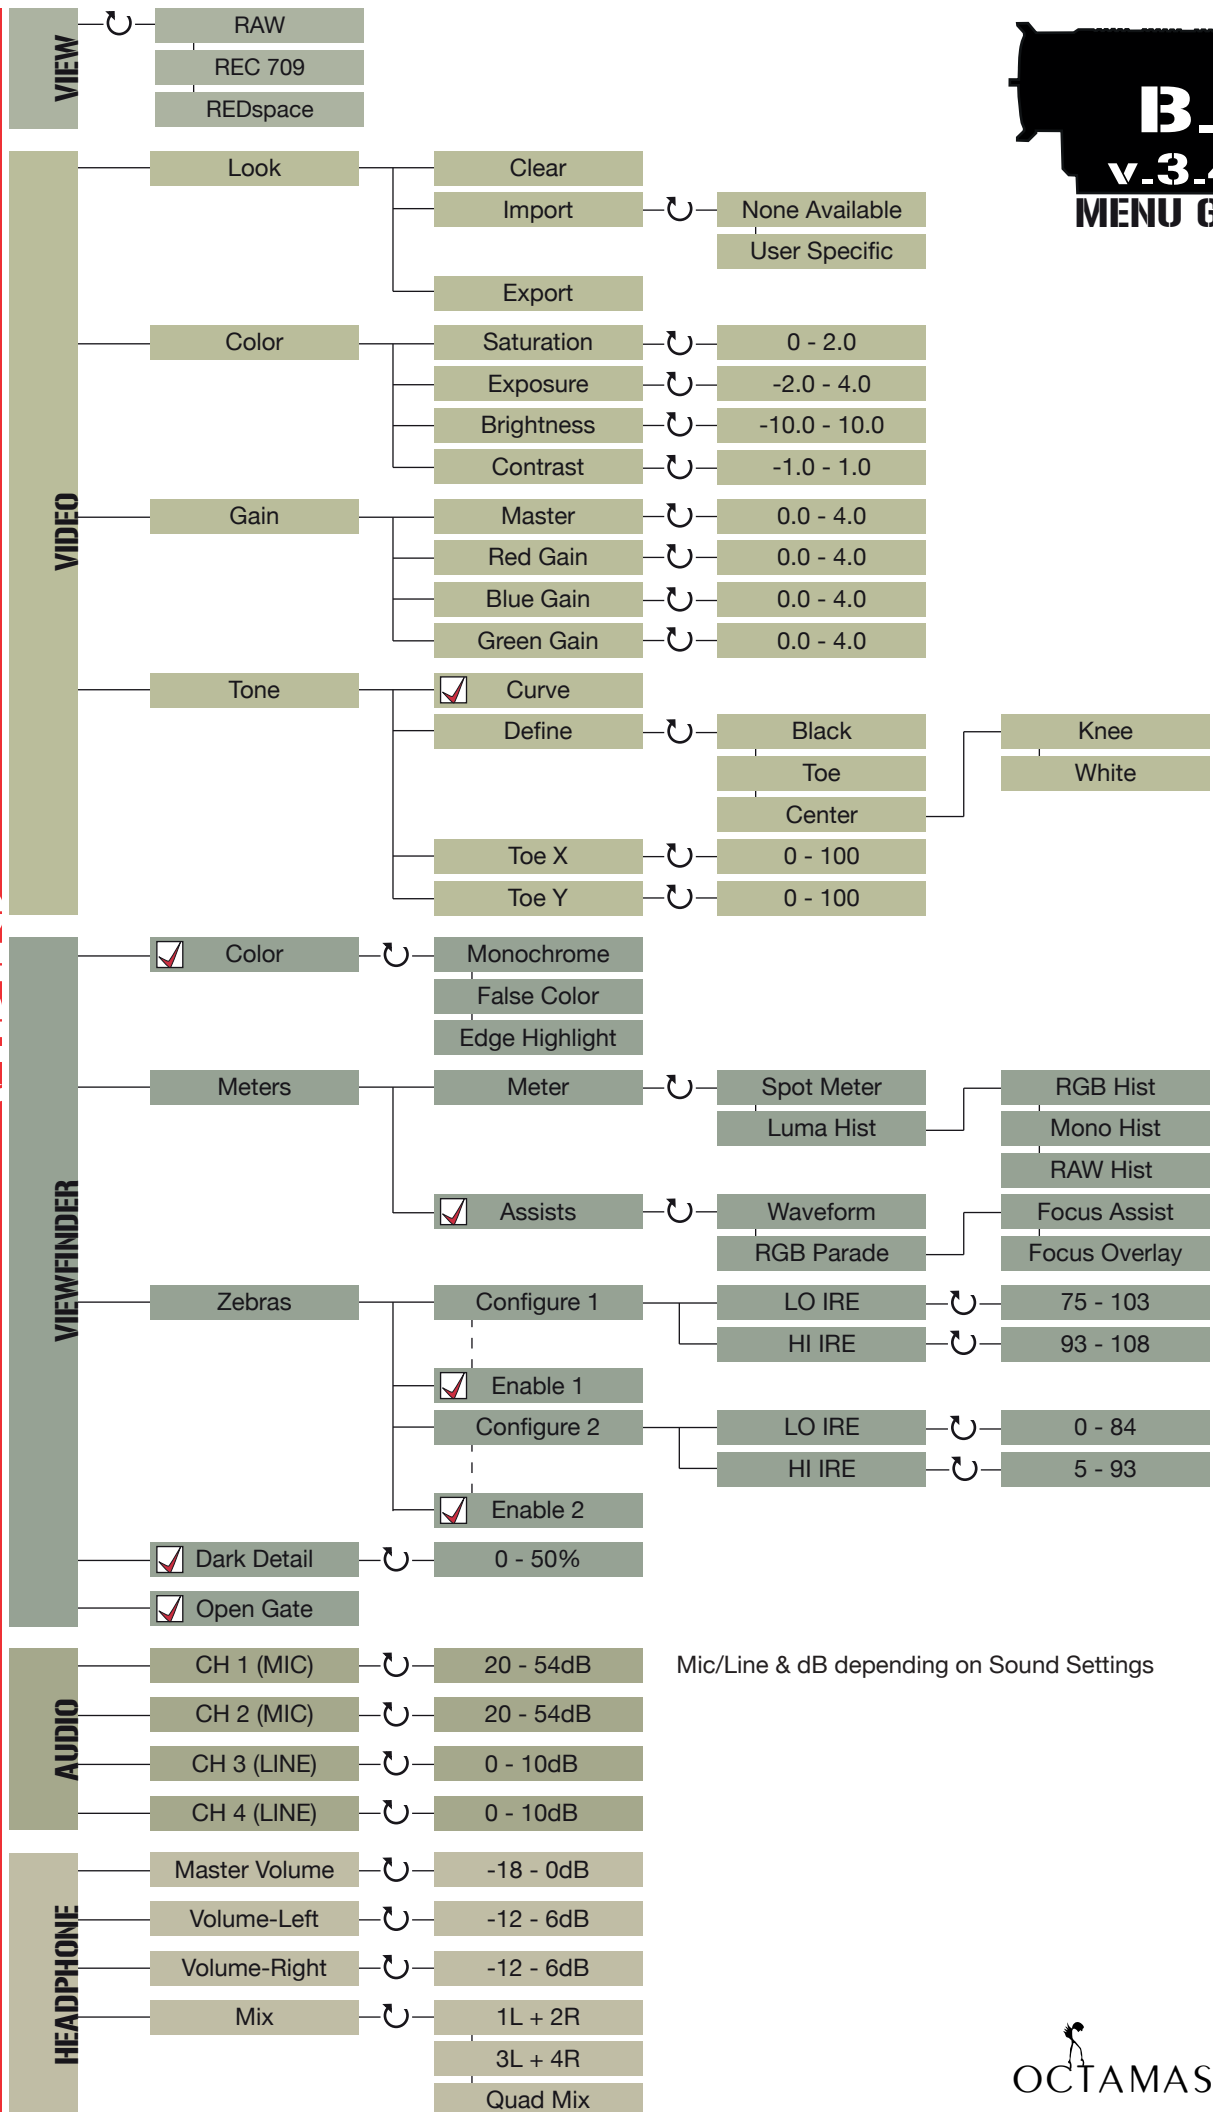 VIEW
RAW
REC 709
REDspace
VIDEO
Look
Clear
Import
None Available
User Specific
Export
Color
Saturation
0 - 2.0
Exposure
-2.0 - 4.0
Brightness
-10.0 - 10.0
Contrast
-1.0 - 1.0
Gain
Master
0.0 - 4.0
Red Gain
0.0 - 4.0
Blue Gain
0.0 - 4.0
Green Gain
0.0 - 4.0
Tone
Curve
Define
Black
Knee
Toe
White
Center
Toe X
0 - 100
Toe Y
0 - 100
VIEWFINDER
Color
Monochrome
False Color
Edge Highlight
Meters
Meter
Spot Meter
RGB Hist
Luma Hist
Mono Hist
RAW Hist
Assists
Waveform
Focus Assist
RGB Parade
Focus Overlay
Zebras
Configure 1
LO IRE
75 - 103
HI IRE
93 - 108
Enable 1
Configure 2
LO IRE
0 - 84
HI IRE
5 - 93
Enable 2
Dark Detail
0 - 50%
Open Gate
AUDIO
CH 1 (MIC)
20 - 54dB
Mic/Line & dB depending on Sound Settings
CH 2 (MIC)
20 - 54dB
CH 3 (LINE)
0 - 10dB
CH 4 (LINE)
0 - 10dB
HEADPHONE
Master Volume
-18 - 0dB
Volume-Left
-12 - 6dB
Volume-Right
-12 - 6dB
Mix
1L + 2R
3L + 4R
Quad Mix
B.
v.3.
MENU
OCTAMAS